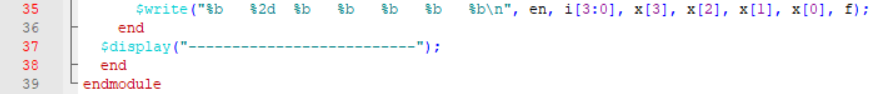 35 $write("%b   %2d  %b   %b   %b   %b   %b\n", en, i[3:0], x[3], x[2], x[1], x[0], f);
36 end
37 $display("--------------------------");
38 end
39 endmodule